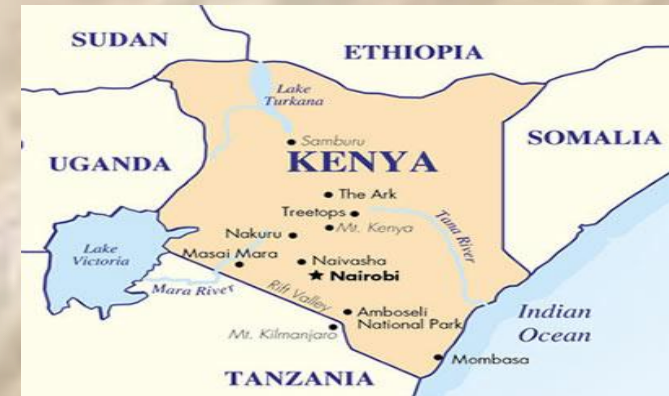 SUDAN
ETHIOPIA
Lake
Turkana
SOMALIA
Samburu
UGANDA
KENYA
The Ark
Treetops
Mt. Kenya
Tana River
Nakuru
Lake
Victoria
Masai Mara
Naivasha
Nairobi
Mara River
Rift Valley
Amboseli
National Park
Indian
Ocean
Mt. Kilmanjaro
Mombasa
TANZANIA